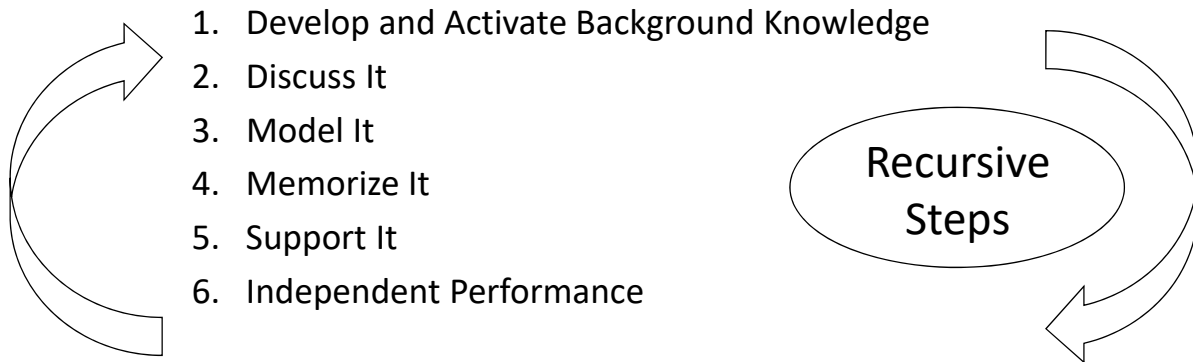 1. Develop and Activate Background Knowledge
2. Discuss It
3. Model It
4. Memorize It
5. Support It
6. Independent Performance
Recursive
Steps